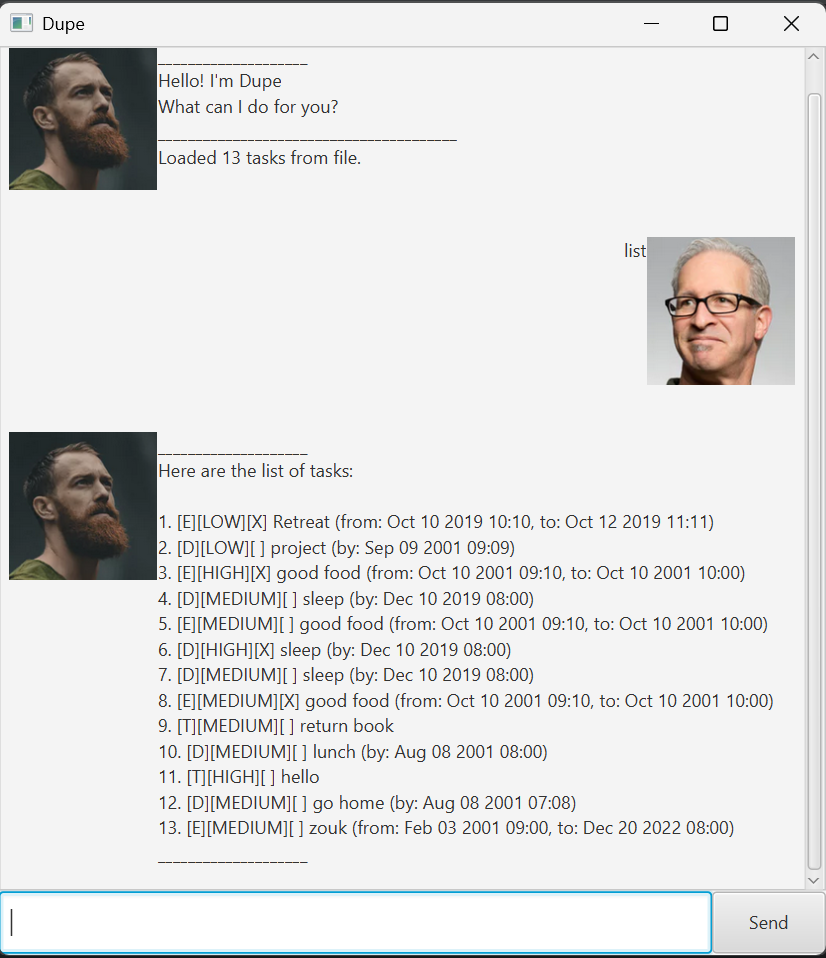 Dupe
____________________
Hello! I'm Dupe
What can I do for you?
________________________________________
Loaded 13 tasks from file.
list
____________________
Here are the list of tasks:
1. [E][LOW][X] Retreat (from: Oct 10 2019 10:10, to: Oct 12 2019 11:11)
2. [D][LOW][ ] project (by: Sep 09 2001 09:09)
3. [E][HIGH][X] good food (from: Oct 10 2001 09:10, to: Oct 10 2001 10:00)
4. [D][MEDIUM][ ] sleep (by: Dec 10 2019 08:00)
5. [E][MEDIUM][ ] good food (from: Oct 10 2001 09:10, to: Oct 10 2001 10:00)
6. [D][HIGH][X] sleep (by: Dec 10 2019 08:00)
7. [D][MEDIUM][ ] sleep (by: Dec 10 2019 08:00)
8. [E][MEDIUM][X] good food (from: Oct 10 2001 09:10, to: Oct 10 2001 10:00)
9. [T][MEDIUM][ ] return book
10. [D][MEDIUM][ ] lunch (by: Aug 08 2001 08:00)
11. [T][HIGH][ ] hello
12. [D][MEDIUM][ ] go home (by: Aug 08 2001 07:08)
13. [E][MEDIUM][ ] zouk (from: Feb 03 2001 09:00, to: Dec 20 2022 08:00)
____________________
Send